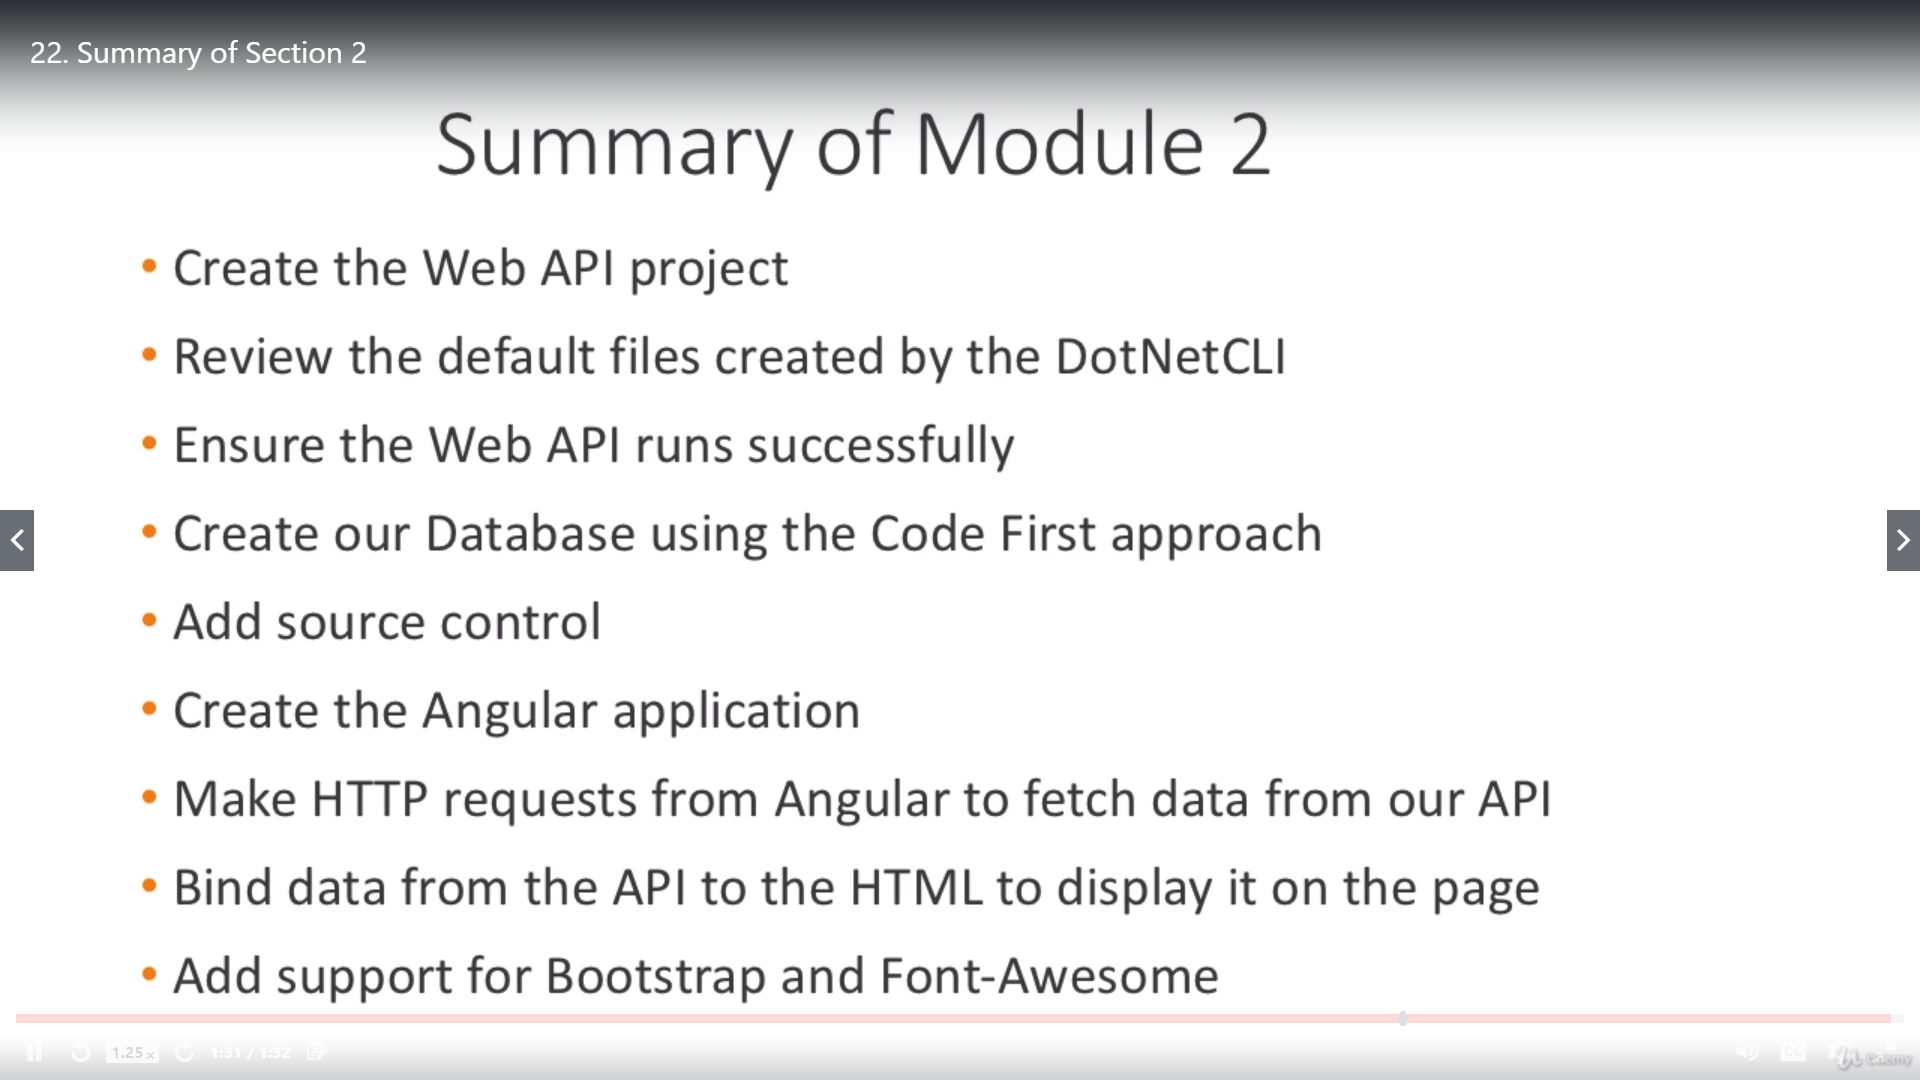 22. Summary of Section 2
Summary of Module 2
• Create the Web API project
• Review the default files created by the DotNetCLI
• Ensure the Web API runs successfully
• Create our Database using the Code First approach
• Add source control
• Create the Angular application
• Make HTTP requests from Angular to fetch data from our API
• Bind data from the API to the HTML to display it on the page
• Add support for Bootstrap and Font-Awesome
1.25x 1:31 / 1:32 CC Udemy